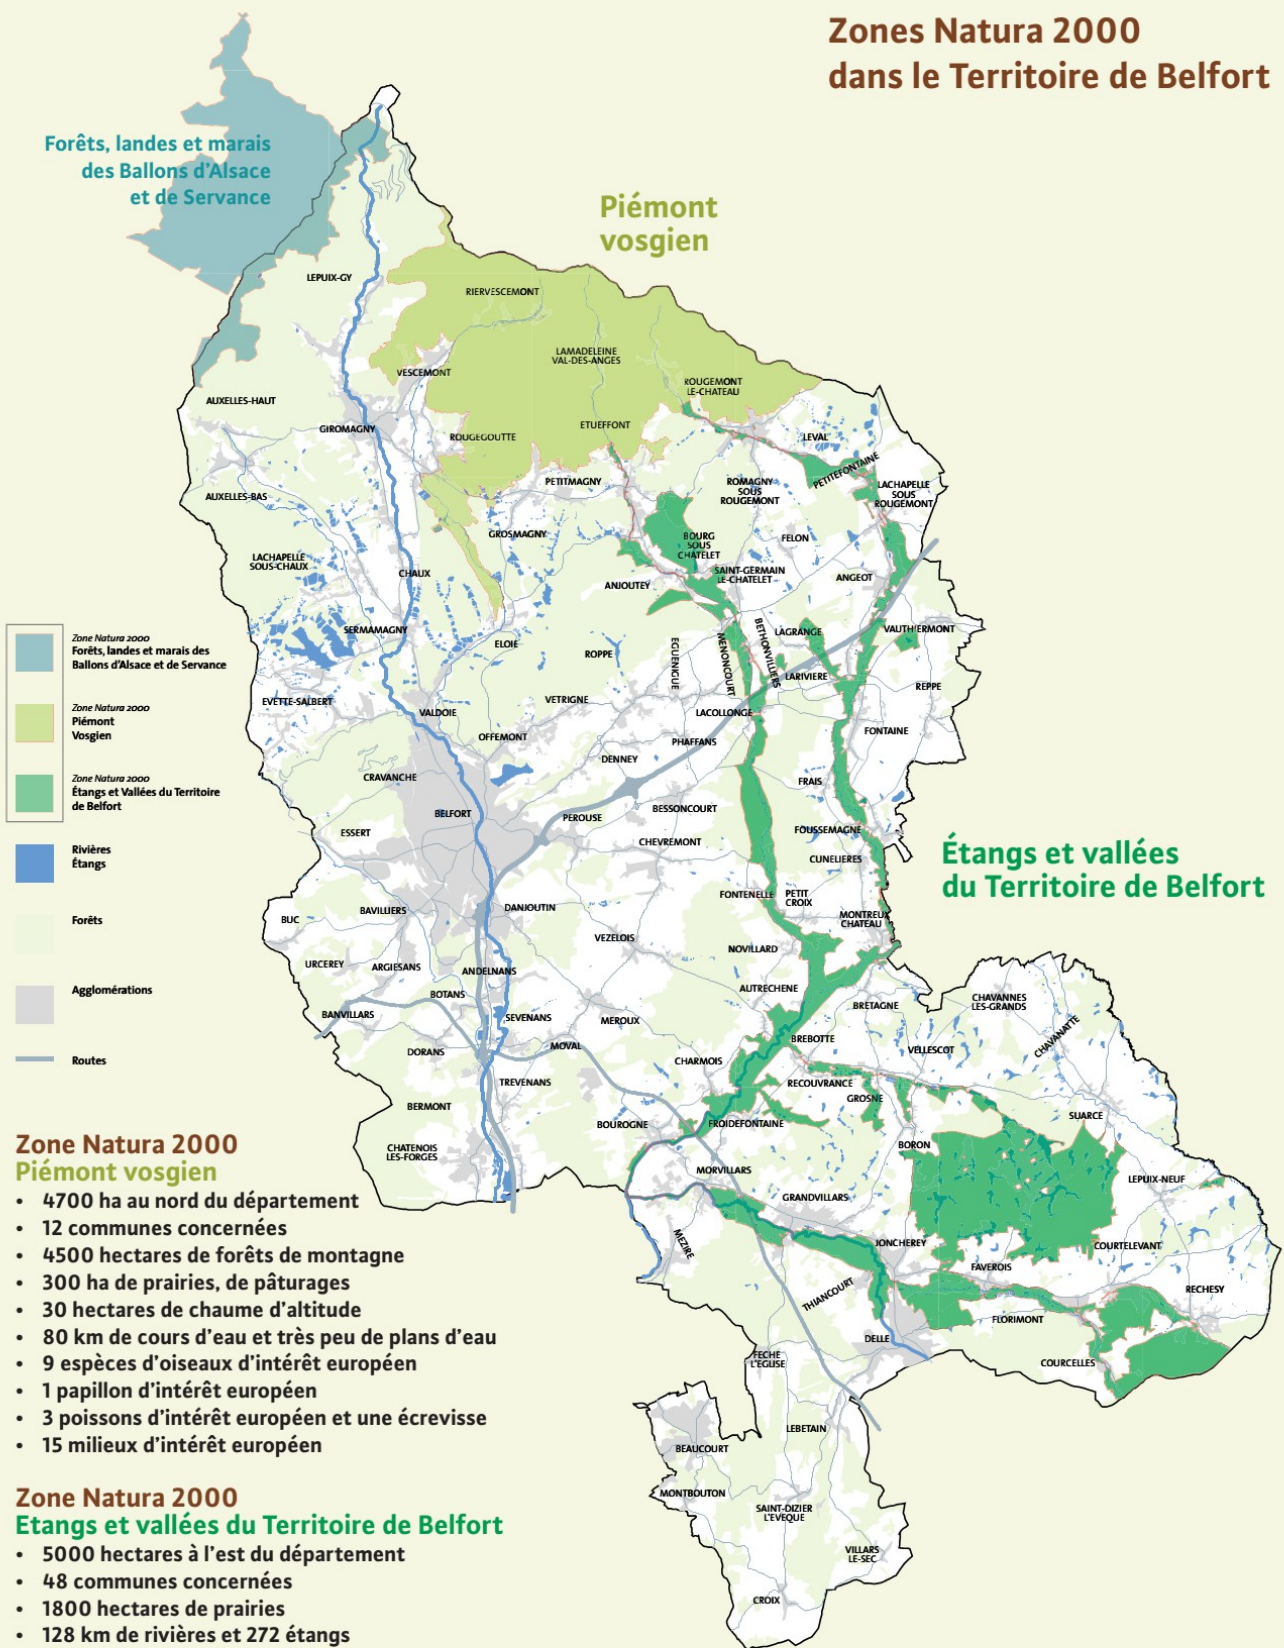 Zones Natura 2000
dans le Territoire de Belfort
Forêts, landes et marais
des Ballons d'Alsace
et de Servance
Piémont
vosgien
LEPUIX-GY
RIERVESCEMONT
LAMADELEINE
VAL-DES-ANGES
VESCEMONT
ROUGEMONT
LE-CHATEAU
AUXELLES-HAUT
GIROMAGNY
ROUGEGOUTTE
ETUEFFONT
LEVAL
PETITEFONTAINE
PETITMAGNY
ROMAGNY
SOUS
ROUGEMONT
LACHAPELLE
SOUS
ROUGEMONT
AUXELLES-BAS
GROSMAGNY
BOURG
SOUS
CHATELET
FELON
LACHAPELLE
SOUS-CHAUX
CHAUX
ANJOUTEY
SAINT-GERMAIN
LE-CHATELET
ANGEOT
SERMAMAGNY
ELOIE
ROPPE
EGUENIGUE
MENONCOURT
BETHONVILLIERS
LAGRANGE
VAUTHIERMONT
LARIVIERE
REPPE
EVETTE-SALBERT
VALDOIE
VETRIGNE
LACOLLONGE
OFFEMONT
PHAFFANS
FONTAINE
DENNEY
CRAVANCHE
FRAIS
BELFORT
PEROUSE
BESSONCOURT
ESSERT
CHEVREMONT
FOUSSEMAGNE
CUNELIERES
Étangs et vallées
du Territoire de Belfort
FONTENELLE
PETIT
CROIX
BUC
BAVILLIERS
DANJOUTIN
MONTREUX
CHATEAU
VEZELOIS
NOVILLARD
URCEREY
ARGIESANS
ANDELNANS
AUTRECHENE
BOTANS
BRETAGNE
CHAVANNES
LES-GRANDS
BANVILLARS
SEVENANS
MEROUX
CHAVANATTE
BREBOTTE
VELLESCOT
DORANS
MOVAL
CHARMOIS
TREVENANS
RECOUVRANCE
GROSNE
BERMONT
SUARCE
BOUROGNE
FROIDEFONTAINE
CHATENOIS
LES-FORGES
BORON
MORVILLARS
LEPUIX-NEUF
GRANDVILLARS
MEZIRE
JONCHEREY
COURTELEVANT
FAVEROIS
THIANCOURT
RECHESY
FLORIMONT
DELLE
FECHE
L'EGLISE
COURCELLES
LEBETAIN
BEAUCOURT
MONTBOUTON
SAINT-DIZIER
L'EVEQUE
VILLARS
LE-SEC
CROIX
Zone Natura 2000
Forêts, landes et marais des
Ballons d'Alsace et de Servance
Zone Natura 2000
Piémont
Vosgien
Zone Natura 2000
Étangs et Vallées du Territoire
de Belfort
Rivières
Étangs
Forêts
Agglomérations
Routes
Zone Natura 2000
Piémont vosgien
• 4700 ha au nord du département
• 12 communes concernées
• 4500 hectares de forêts de montagne
• 300 ha de prairies, de pâturages
• 30 hectares de chaume d'altitude
• 80 km de cours d'eau et très peu de plans d'eau
• 9 espèces d'oiseaux d'intérêt européen
• 1 papillon d'intérêt européen
• 3 poissons d'intérêt européen et une écrevisse
• 15 milieux d'intérêt européen
Zone Natura 2000
Etangs et vallées du Territoire de Belfort
• 5000 hectares à l'est du département
• 48 communes concernées
• 1800 hectares de prairies
• 128 km de rivières et 272 étangs